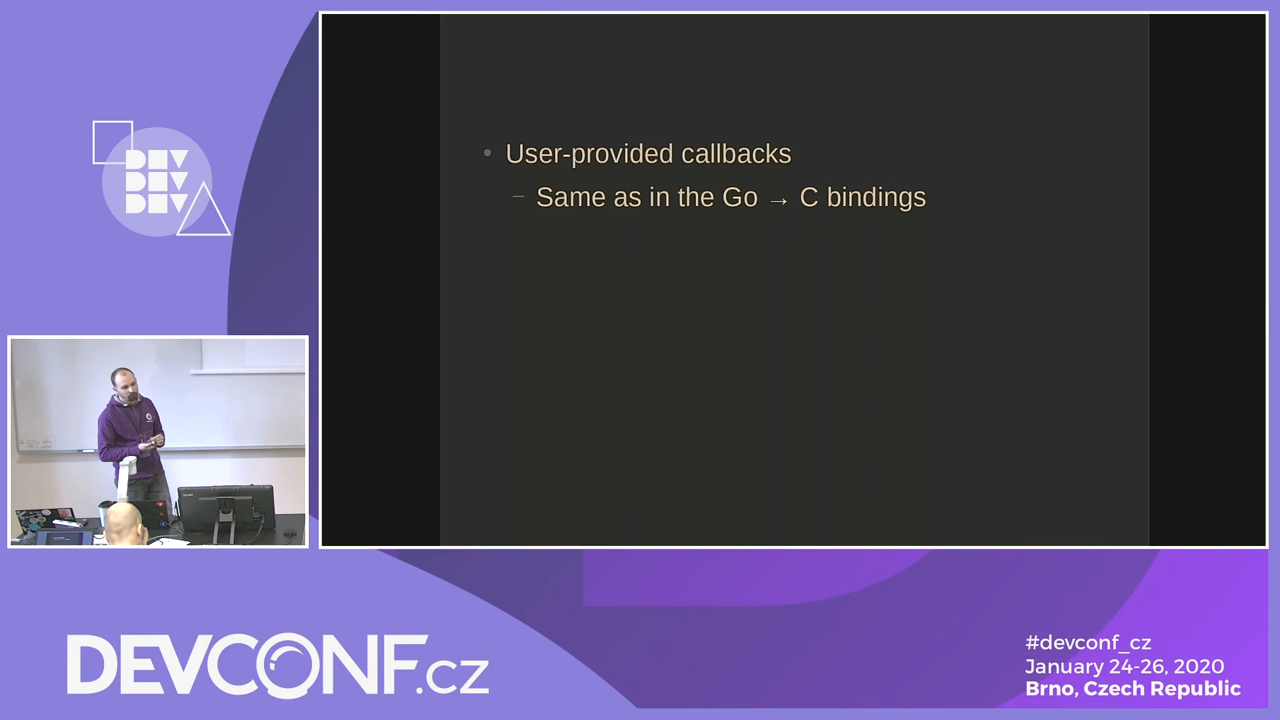 DEV
DEV
DEV
• User-provided callbacks
– Same as in the Go → C bindings
DEVCONF.CZ
#devconf_cz
January 24-26, 2020
Brno, Czech Republic